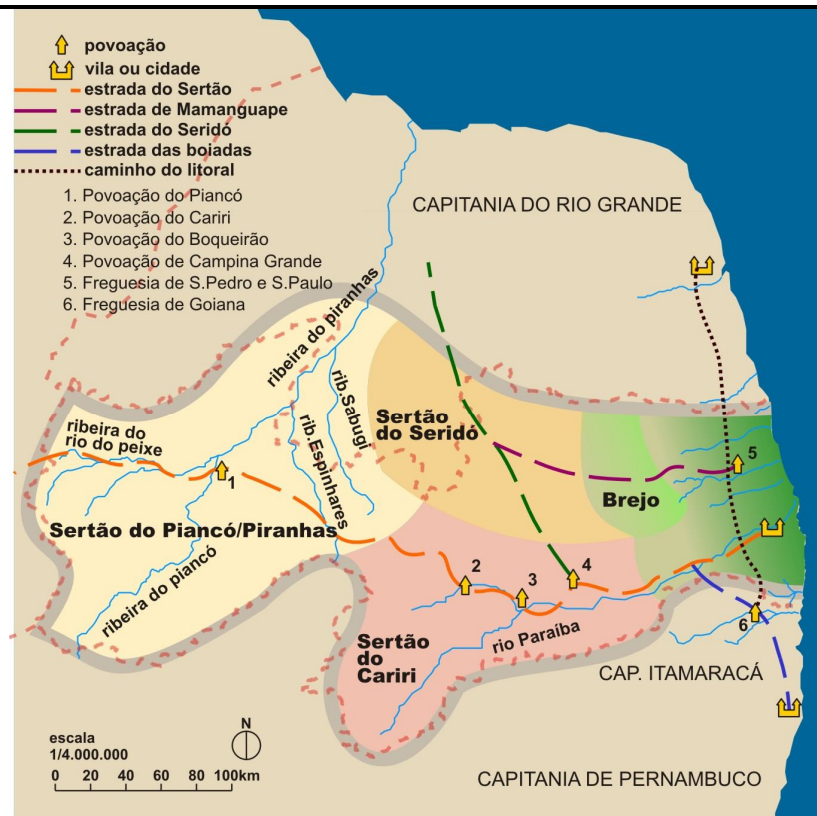 povoação
vila ou cidade
estrada do Sertão
estrada de Mamanguape
estrada do Seridó
estrada das boiadas
caminho do litoral
1. Povoação do Piancó
2. Povoação do Cariri
3. Povoação do Boqueirão
4. Povoação de Campina Grande
5. Freguesia de S.Pedro e S.Paulo
6. Freguesia de Goiana
CAPITANIA DO RIO GRANDE
ribeira do piranhas
rib.Sabugi
rib.Espinhares
ribeira do
rio do peixe
Sertão
do Seridó
Brejo
5
1
Sertão do Piancó/Piranhas
ribeira do piancó
2
3
4
6
rio Paraíba
Sertão
do
Cariri
CAP. ITAMARACÁ
CAPITANIA DE PERNAMBUCO
escala
1/4.000.000
N
0 20 40 60 80 100km